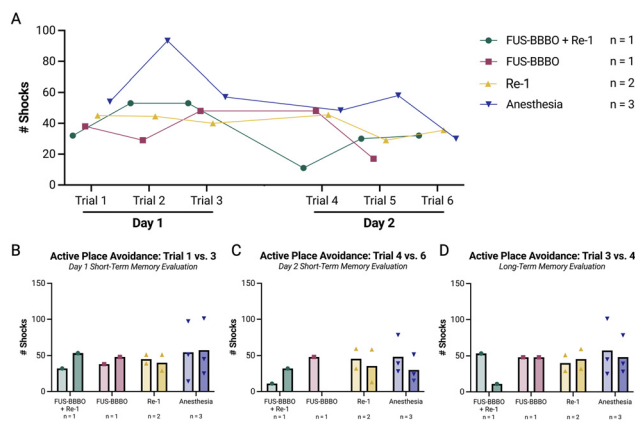 A
100
80
60
40
20
0
# Shocks
Trial 1 Trial 2 Trial 3 Trial 4 Trial 5 Trial 6
Day 1 Day 2
FUS-BBBO + Re-1 n = 1
FUS-BBBO n = 1
Re-1 n = 2
Anesthesia n = 3
B
Active Place Avoidance: Trial 1 vs. 3
Day 1 Short-Term Memory Evaluation
150
100
50
0
# Shocks
FUS-BBBO FUS-BBBO Re-1 Anesthesia
+ Re-1
n = 1 n = 1 n = 2 n = 3
C
Active Place Avoidance: Trial 4 vs. 6
Day 2 Short-Term Memory Evaluation
150
100
50
0
# Shocks
FUS-BBBO FUS-BBBO Re-1 Anesthesia
+ Re-1
n = 1 n = 1 n = 2 n = 3
D
Active Place Avoidance: Trial 3 vs. 4
Long-Term Memory Evaluation
150
100
50
0
# Shocks
FUS-BBBO FUS-BBBO Re-1 Anesthesia
+ Re-1
n = 1 n = 1 n = 2 n = 3